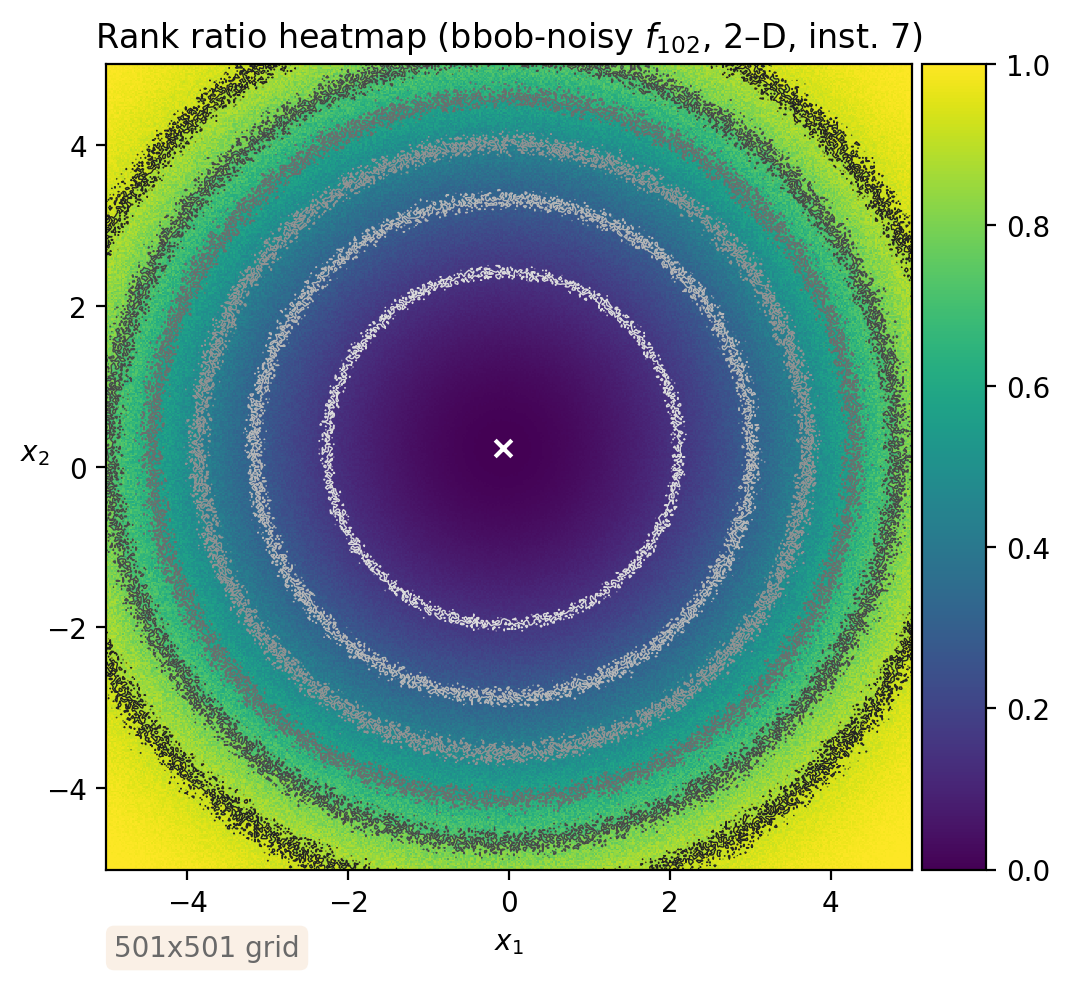 Rank ratio heatmap (bbob-noisy f₁₀₂, 2–D, inst. 7)
1.0
0.8
0.6
0.4
0.2
0.0
4
2
0
−2
−4
x₂
−4 −2 0 2 4
x₁
501x501 grid